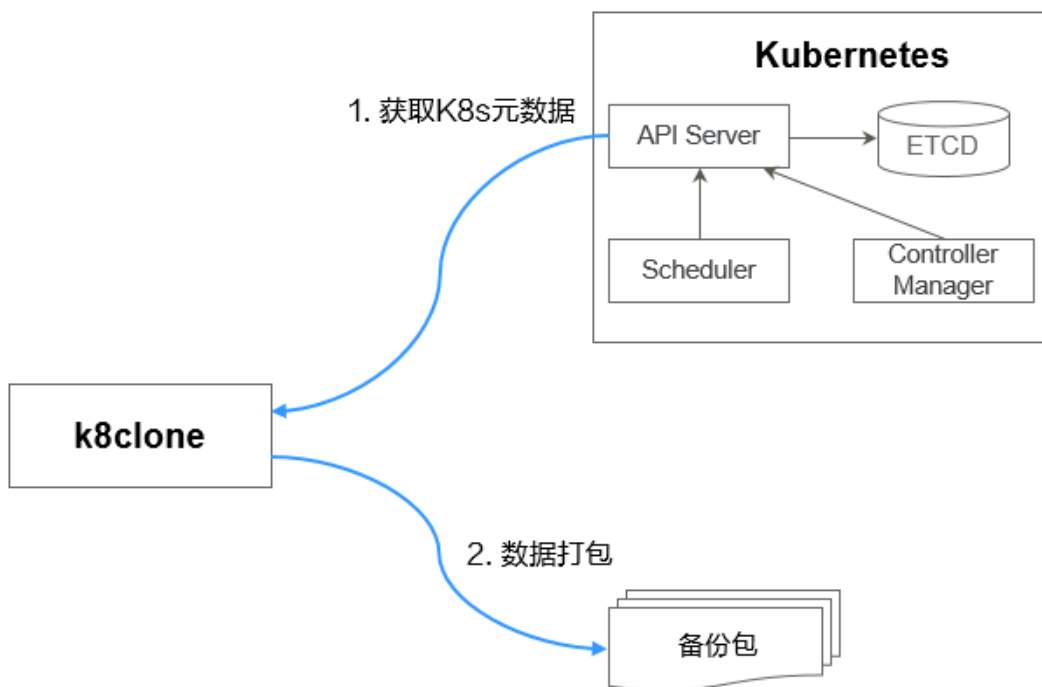 Kubernetes
1. 获取K8s元数据
API Server
ETCD
Scheduler
Controller
Manager
k8clone
2. 数据打包
备份包